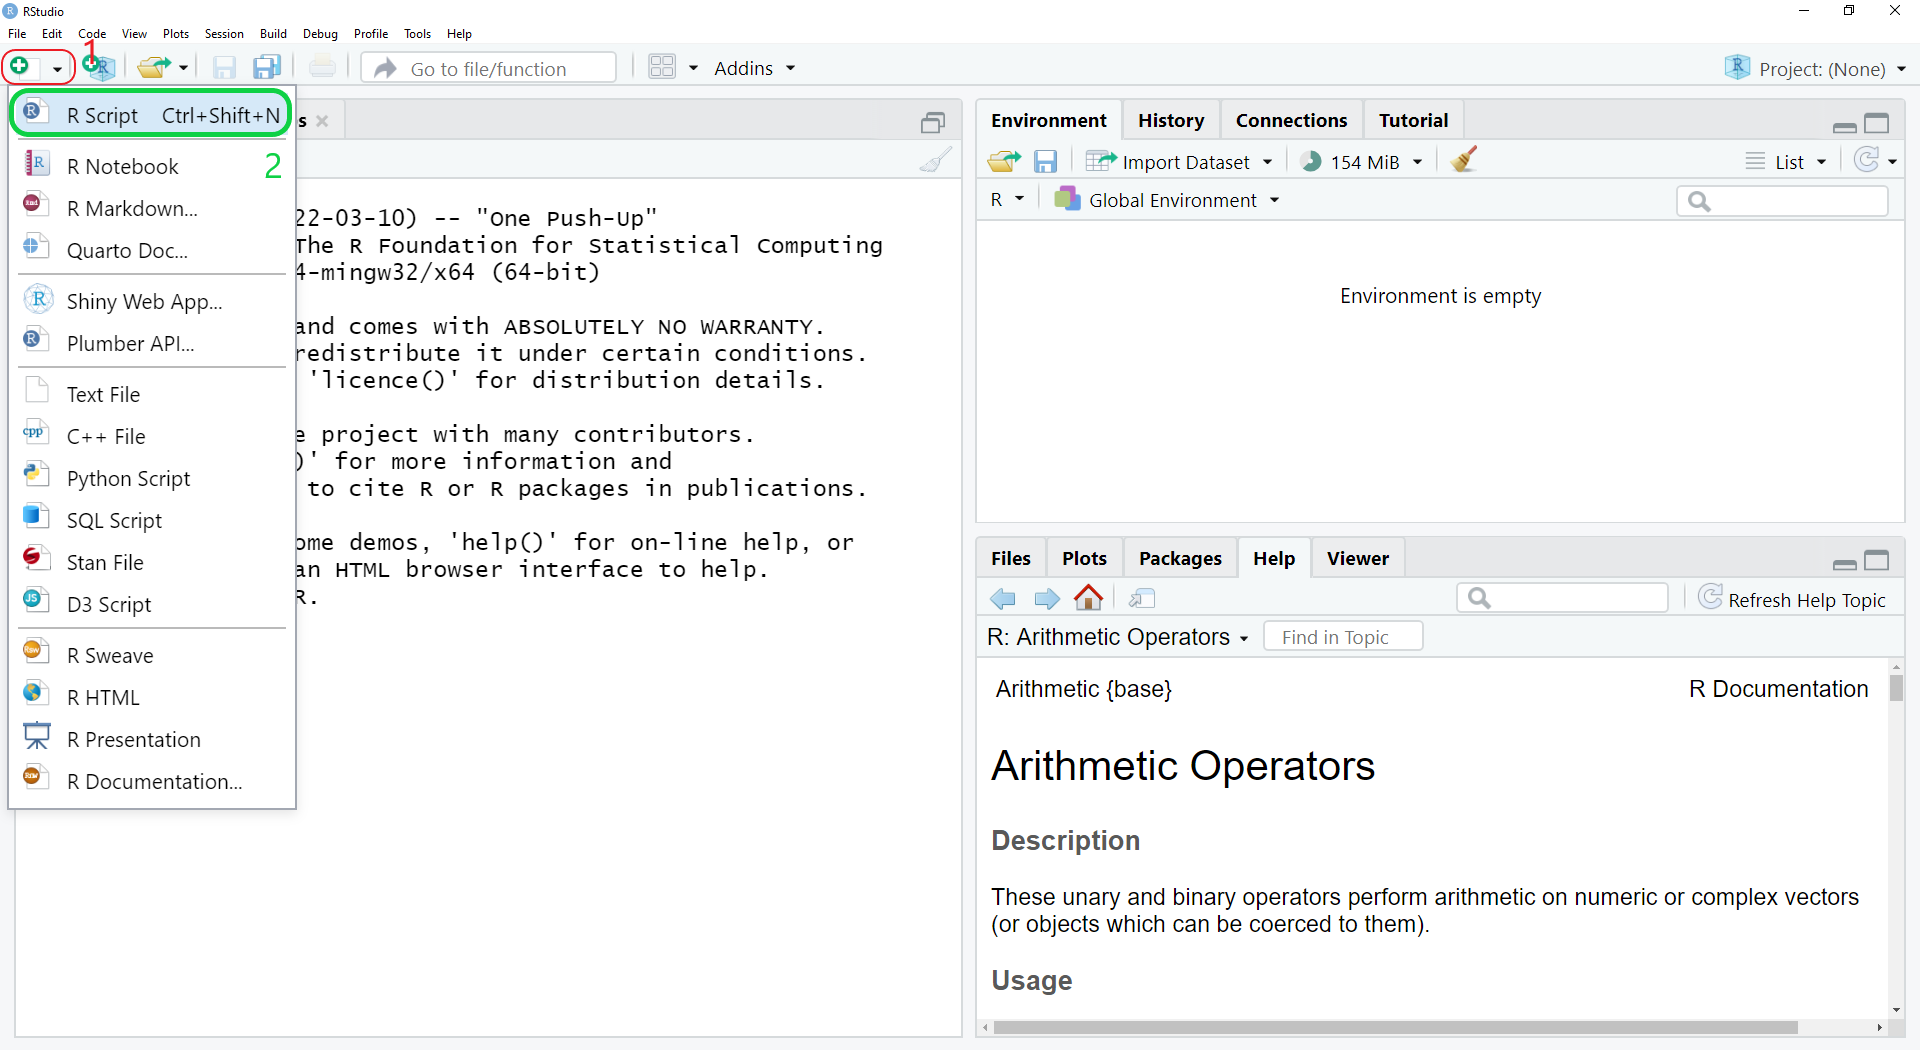 RStudio
File Edit Code View Plots Session Build Debug Profile Tools Help
1
Go to file/function
Addins
Project: (None)
R Script Ctrl+Shift+N
2
R Notebook
R Markdown...
Quarto Doc...
Shiny Web App...
Plumber API...
Text File
C++ File
Python Script
SQL Script
Stan File
D3 Script
R Sweave
R HTML
R Presentation
R Documentation...
s
22-03-10) -- "One Push-Up"
The R Foundation for Statistical Computing
4-mingw32/x64 (64-bit)
and comes with ABSOLUTELY NO WARRANTY.
redistribute it under certain conditions.
'licence()' for distribution details.
e project with many contributors.
)' for more information and
to cite R or R packages in publications.
ome demos, 'help()' for on-line help, or
an HTML browser interface to help.
R.
Environment History Connections Tutorial
Import Dataset 154 MiB List
R Global Environment
Environment is empty
Files Plots Packages Help Viewer
Refresh Help Topic
R: Arithmetic Operators Find in Topic
Arithmetic {base} R Documentation
Arithmetic Operators
Description
These unary and binary operators perform arithmetic on numeric or complex vectors
(or objects which can be coerced to them).
Usage